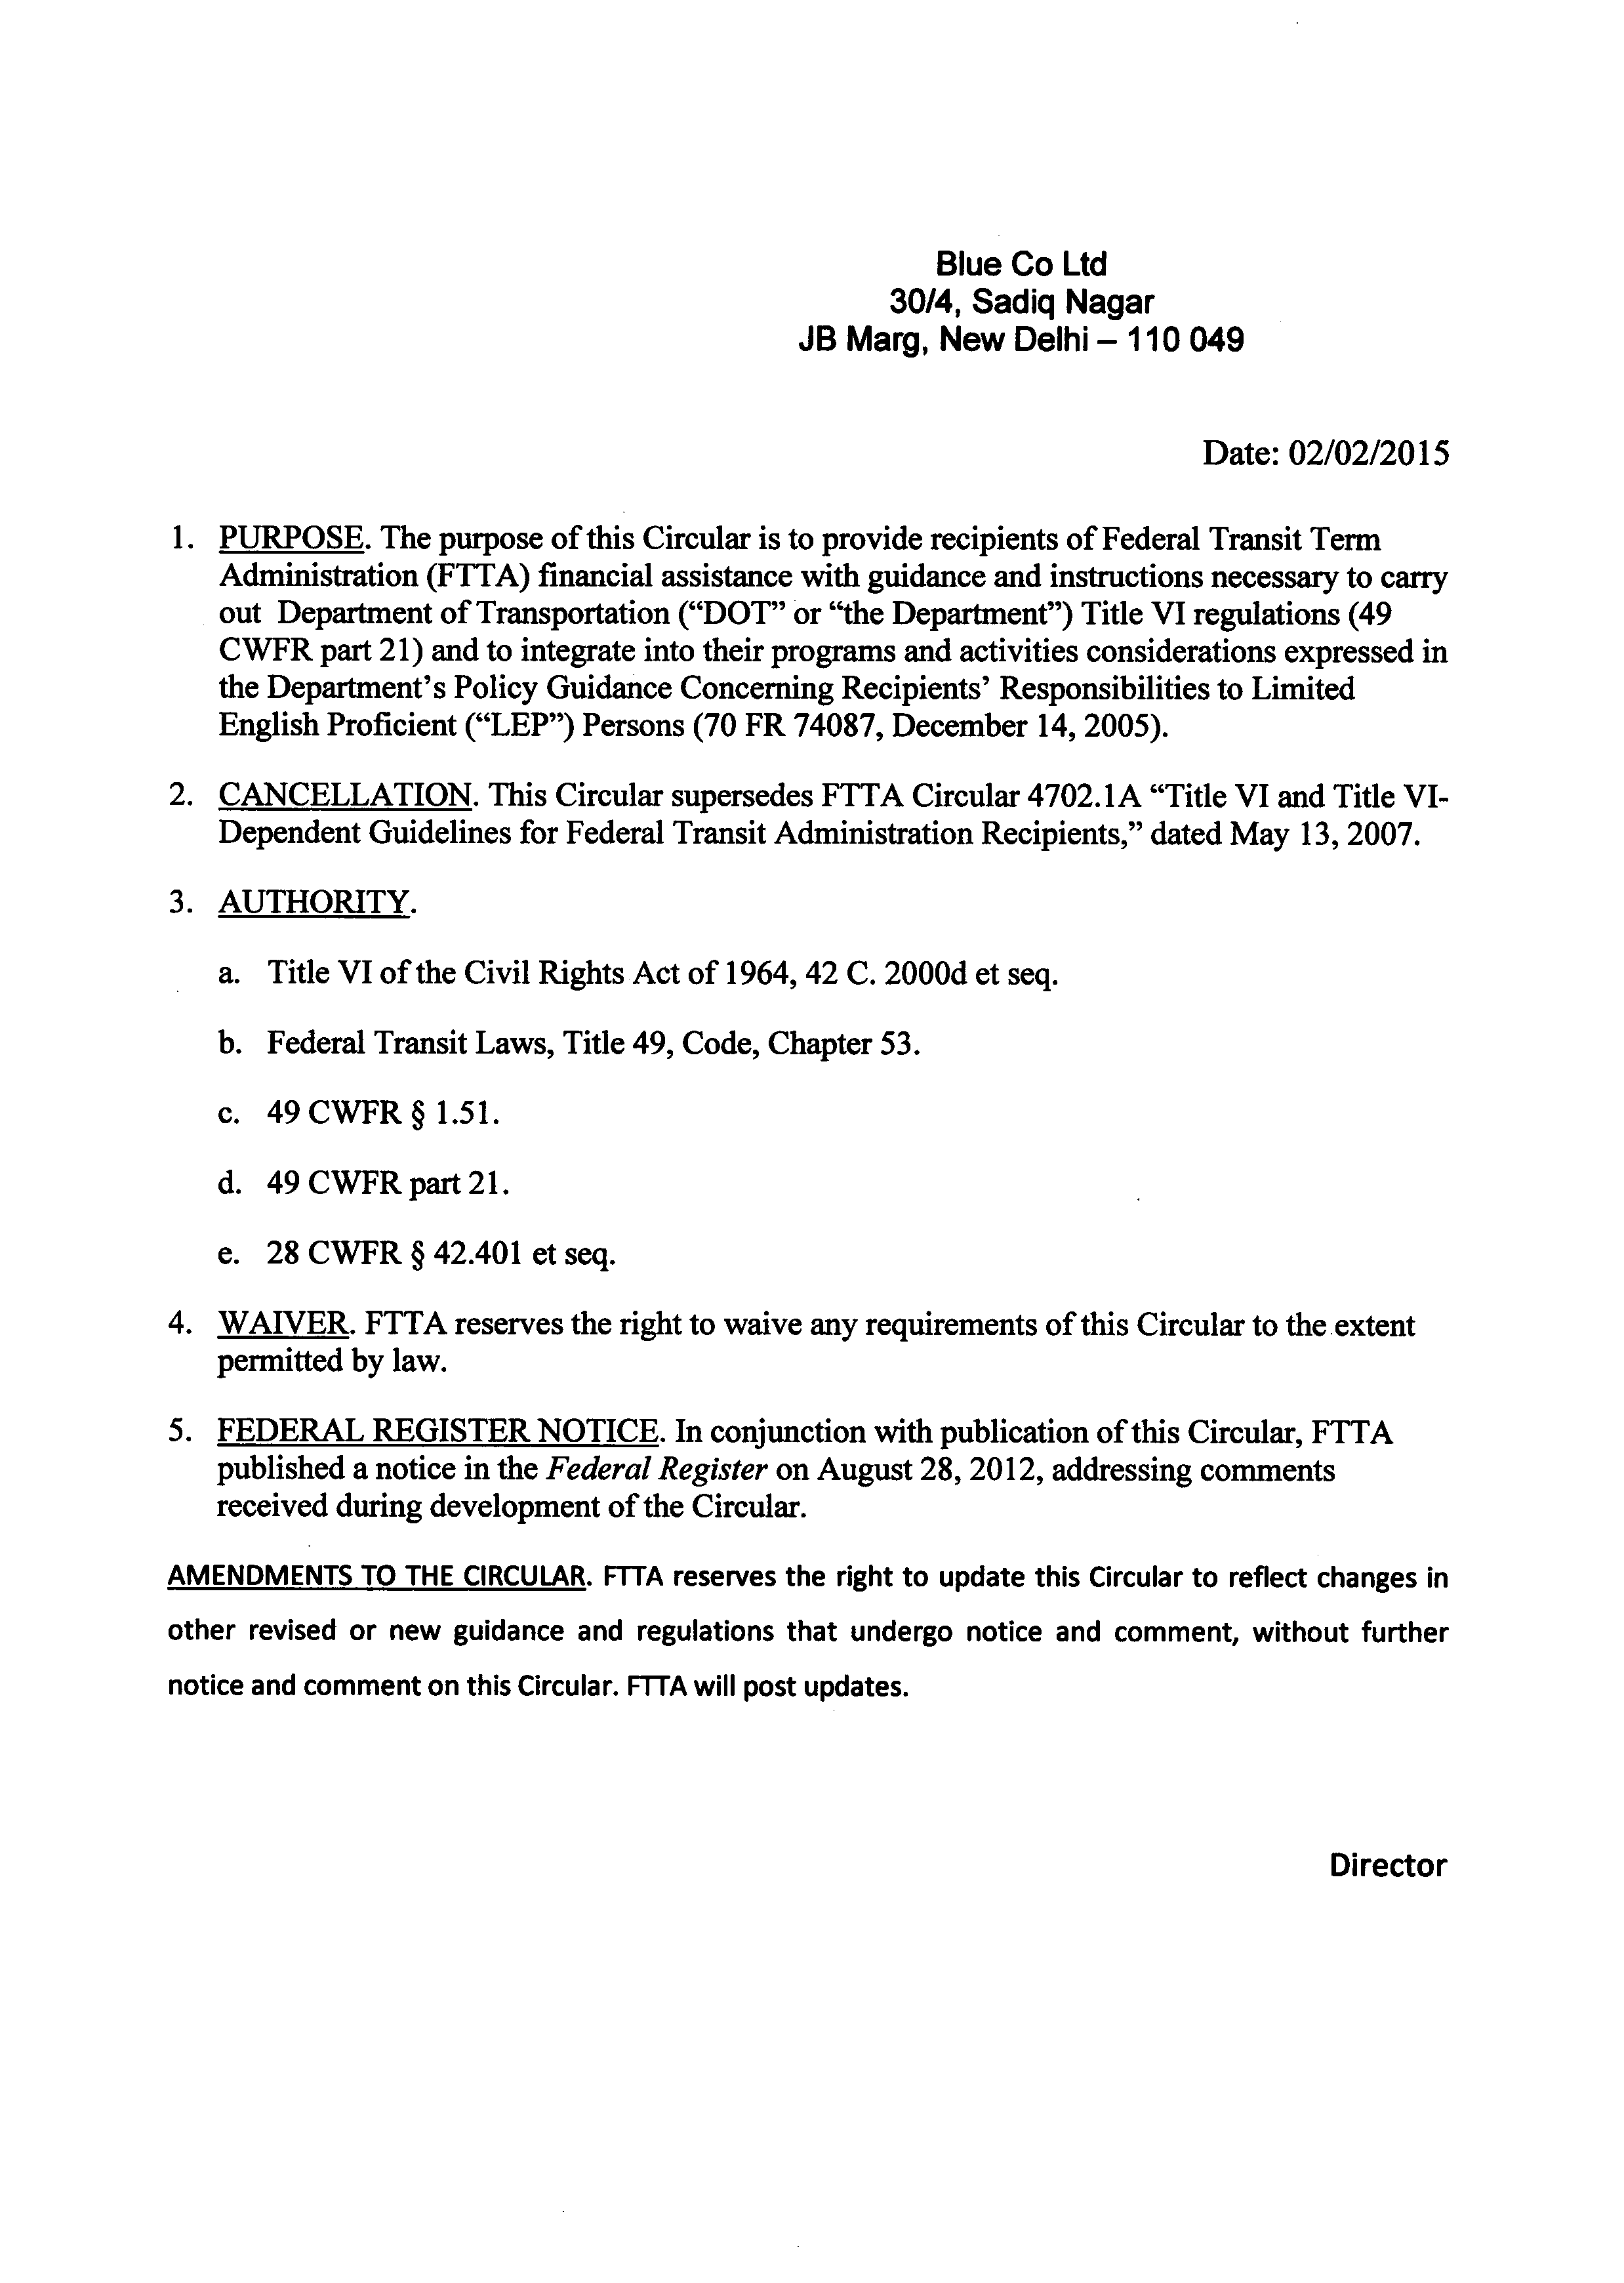 Blue Co Ltd
30/4, Sadiq Nagar
JB Marg, New Delhi – 110 049
Date: 02/02/2015
1. PURPOSE. The purpose of this Circular is to provide recipients of Federal Transit Term
Administration (FTTA) financial assistance with guidance and instructions necessary to carry
out Department of Transportation (“DOT” or “the Department”) Title VI regulations (49
CWFR part 21) and to integrate into their programs and activities considerations expressed in
the Department’s Policy Guidance Concerning Recipients’ Responsibilities to Limited
English Proficient (“LEP”) Persons (70 FR 74087, December 14, 2005).
2. CANCELLATION. This Circular supersedes FTTA Circular 4702.1A “Title VI and Title VI-
Dependent Guidelines for Federal Transit Administration Recipients,” dated May 13, 2007.
3. AUTHORITY.
a. Title VI of the Civil Rights Act of 1964, 42 C. 2000d et seq.
b. Federal Transit Laws, Title 49, Code, Chapter 53.
c. 49 CWFR § 1.51.
d. 49 CWFR part 21.
e. 28 CWFR § 42.401 et seq.
4. WAIVER. FTTA reserves the right to waive any requirements of this Circular to the extent
permitted by law.
5. FEDERAL REGISTER NOTICE. In conjunction with publication of this Circular, FTTA
published a notice in the Federal Register on August 28, 2012, addressing comments
received during development of the Circular.
AMENDMENTS TO THE CIRCULAR. FTTA reserves the right to update this Circular to reflect changes in
other revised or new guidance and regulations that undergo notice and comment, without further
notice and comment on this Circular. FTTA will post updates.
Director